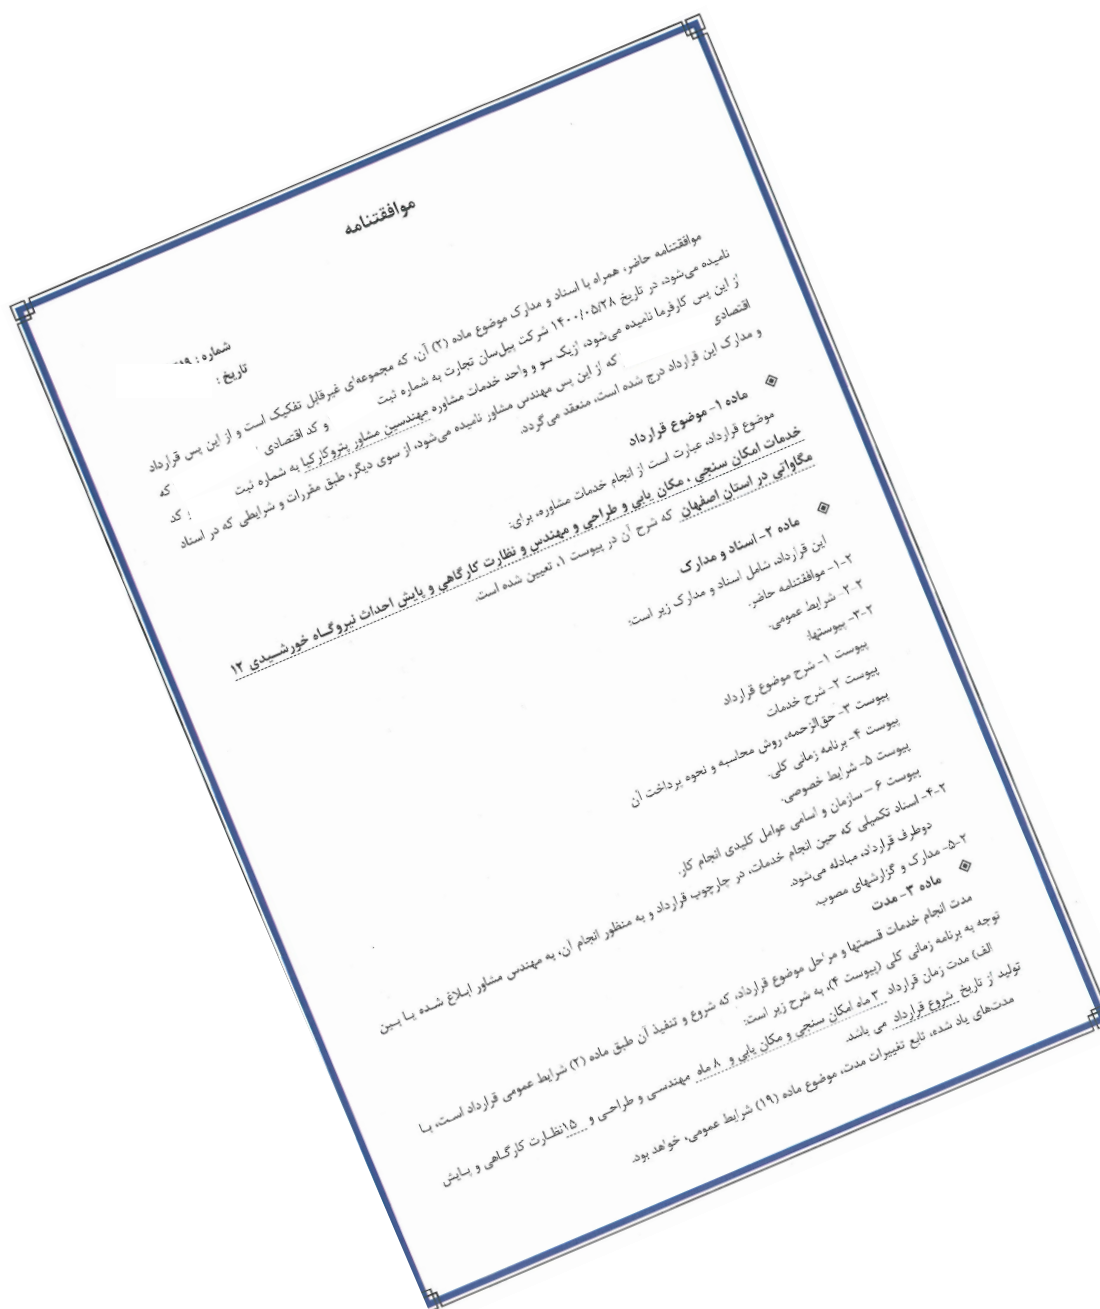 موافقتنامه
شماره :
تاریخ :
موافقتنامه حاضر، همراه با اسناد و مدارک موضوع ماده (۲) آن، که مجموعه‌ای غیرقابل تفکیک است و از این پس قرارداد
نامیده می‌شود، در تاریخ ۱۴۰۰/۰۵/۲۸ شرکت بیل‌سان تجارت به شماره ثبت و کد اقتصادی که
از این پس کارفرما نامیده می‌شود، ازیک سو و واحد خدمات مشاوره مهندسین مشاور پتروکارکیا به شماره ثبت کد
اقتصادی که از این پس مهندس مشاور نامیده می‌شود، از سوی دیگر، طبق مقررات و شرایطی که در اسناد
و مدارک این قرارداد درج شده است، منعقد می‌گردد.
ماده ۱- موضوع قرارداد
موضوع قرارداد، عبارت است از انجام خدمات مشاوره، برای:
خدمات امکان سنجی ، مکان یابی و طراحی و مهندس و نظارت کارگاهی و پایش احداث نیروگاه خورشیدی ۱۲
مگاواتی در استان اصفهان که شرح آن در پیوست ۱، تعیین شده است.
ماده ۲- اسناد و مدارک
این قرارداد، شامل اسناد و مدارک زیر است:
۲-۱- موافقتنامه حاضر.
۲-۲- شرایط عمومی.
۲-۳- پیوستها:
پیوست ۱- شرح موضوع قرارداد
پیوست ۲- شرح خدمات
پیوست ۳- حق‌الزحمه، روش محاسبه و نحوه پرداخت آن
پیوست ۴- برنامه زمانی کلی.
پیوست ۵- شرایط خصوصی.
پیوست ۶ – سازمان و اسامی عوامل کلیدی انجام کار.
۲-۴- اسناد تکمیلی که حین انجام خدمات، در چارچوب قرارداد و به منظور انجام آن، به مهندس مشاور ابلاغ شده یا بین
دوطرف قرارداد، مبادله می‌شود.
۲-۵- مدارک و گزارشهای مصوب.
ماده ۳- مدت
مدت انجام خدمات قسمتها و مراحل موضوع قرارداد، که شروع و تنفیذ آن طبق ماده (۲) شرایط عمومی قرارداد است، با
توجه به برنامه زمانی کلی (پیوست ۴)، به شرح زیر است:
الف) مدت زمان قرارداد ۳ ماه امکان سنجی و مکان یابی و ۸ ماه مهندسی و طراحی و ۱۵نظارت کارگاهی و پایش
تولید از تاریخ شروع قرارداد می باشد.
مدت‌های یاد شده، تابع تغییرات مدت، موضوع ماده (۱۹) شرایط عمومی، خواهد بود.